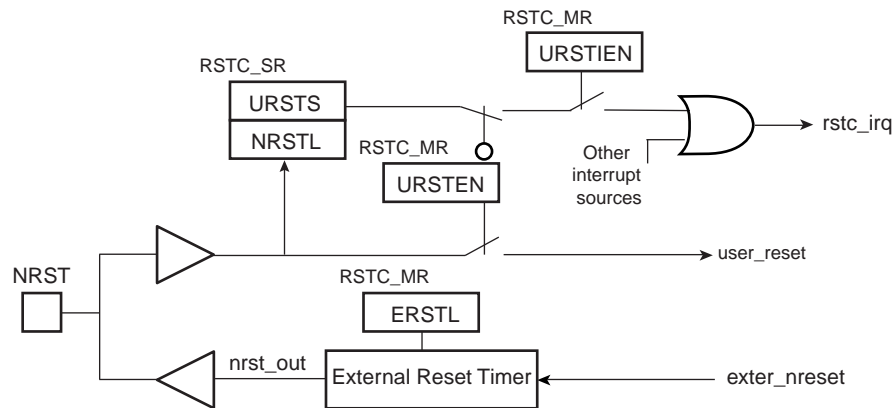 RSTC_MR
URSTIEN
RSTC_SR
URSTS
NRSTL
rstc_irq
RSTC_MR
URSTEN
Other
interrupt
sources
user_reset
NRST
RSTC_MR
ERSTL
nrst_out
External Reset Timer
exter_nreset